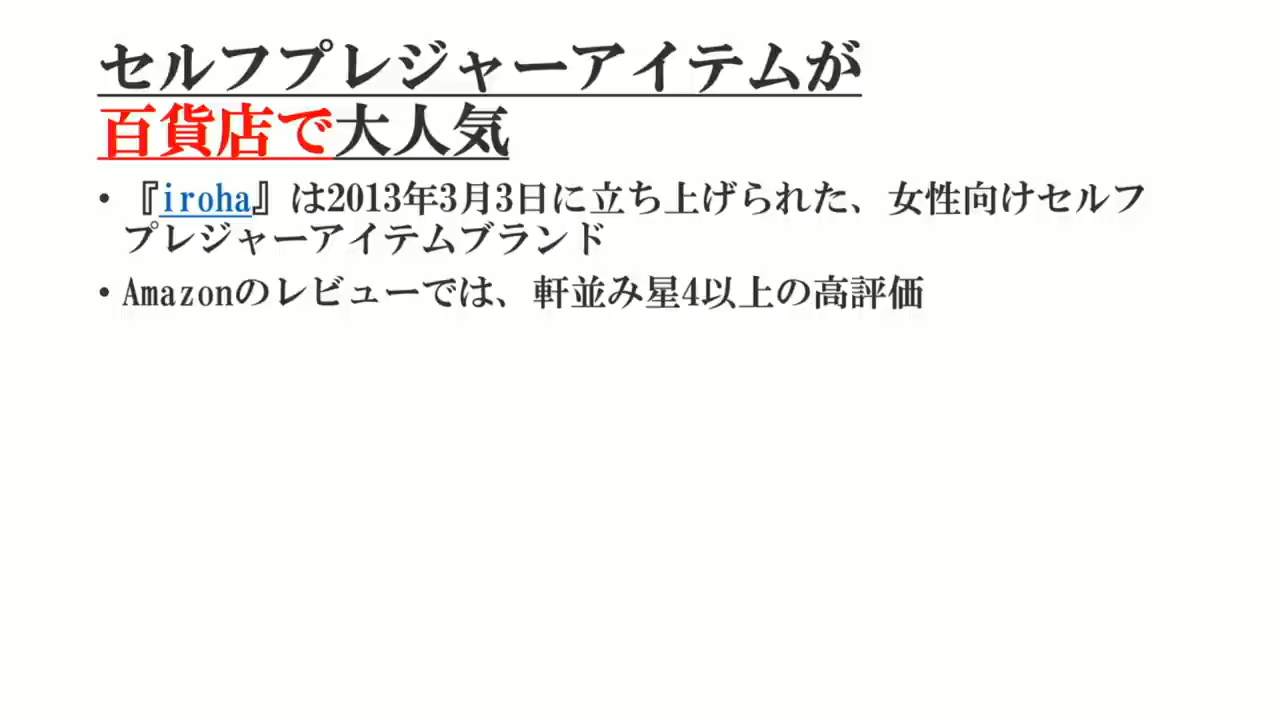 セルフプレジャーアイテムが
百貨店で大人気
• 『iroha』は2013年3月3日に立ち上げられた、女性向けセルフ
プレジャーアイテムブランド
• Amazonのレビューでは、軒並み星4以上の高評価